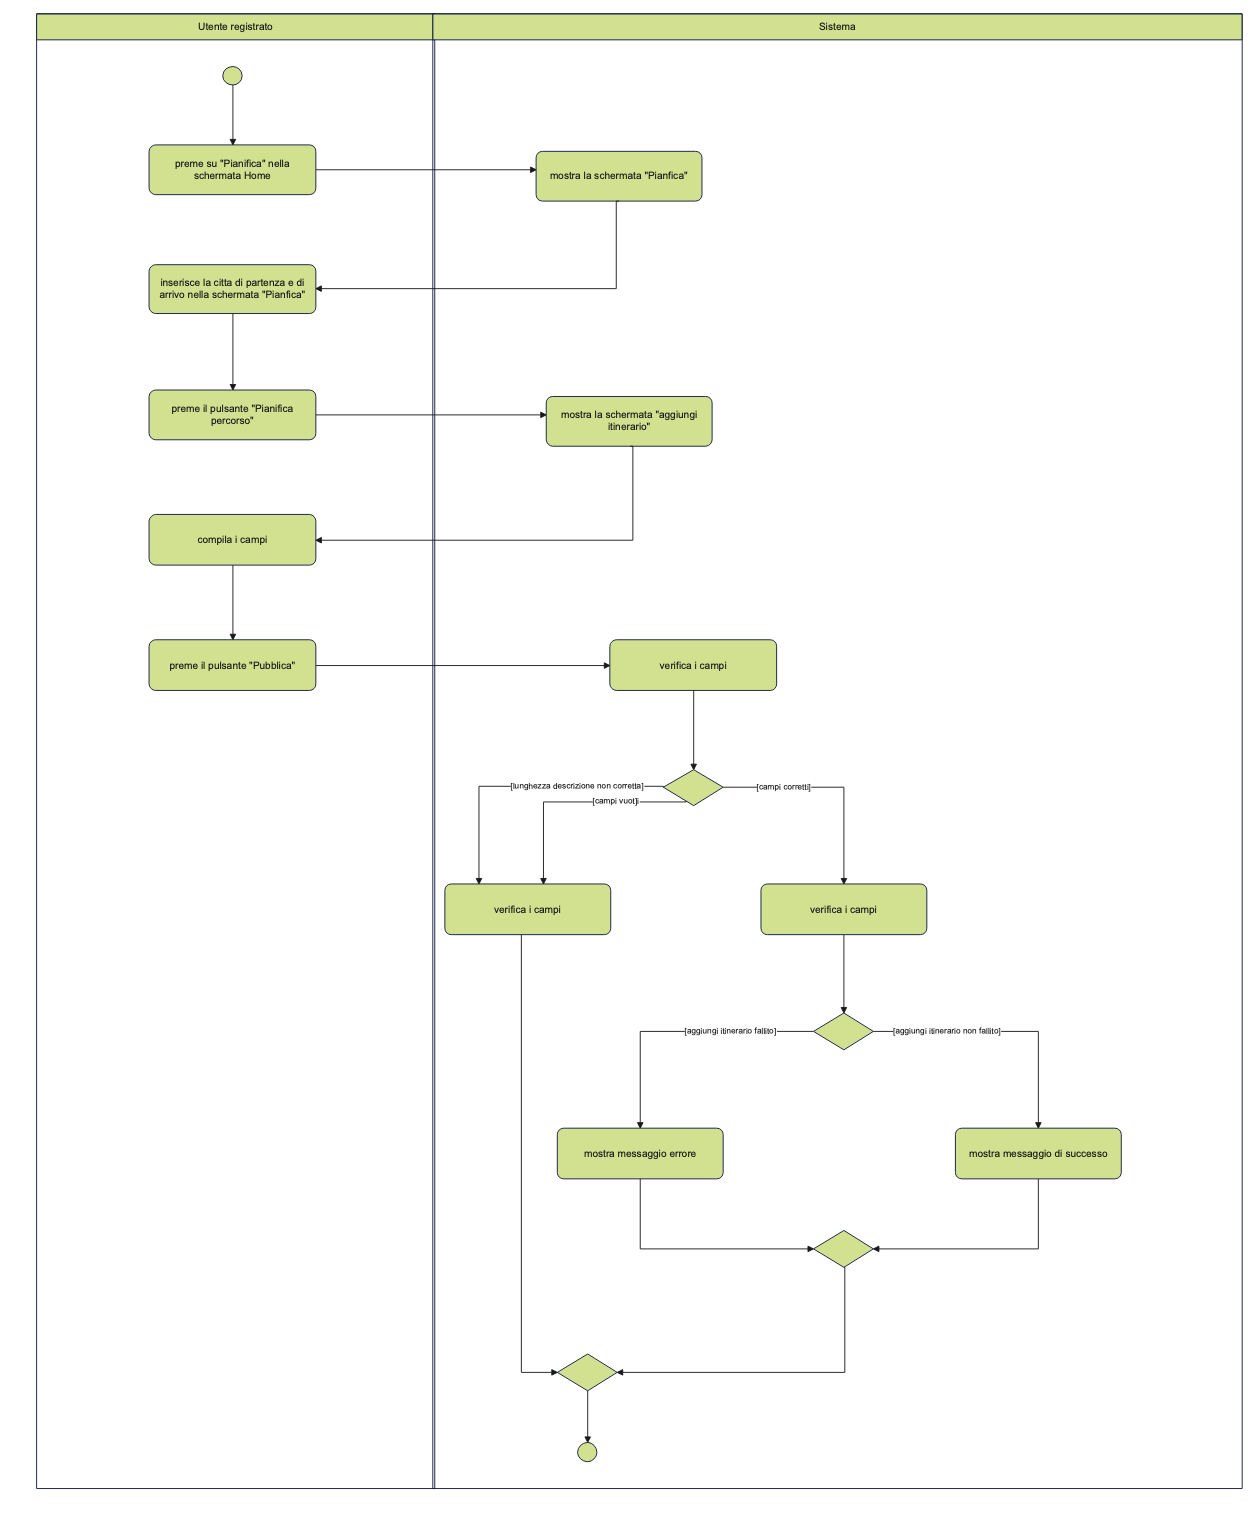 Utente registrato
Sistema
preme su "Pianifica" nella
schermata Home
mostra la schermata "Pianfica"
inserisce la citta di partenza e di
arrivo nella schermata "Pianfica"
preme il pulsante "Pianifica
percorso"
mostra la schermata "aggiungi
itinerario"
compila i campi
preme il pulsante "Pubblica"
verifica i campi
[lunghezza descrizione non corretta]
[campi corretti]
[campi vuoti]
verifica i campi
verifica i campi
[aggiungi itinerario fallito]
[aggiungi itinerario non fallito]
mostra messaggio errore
mostra messaggio di successo